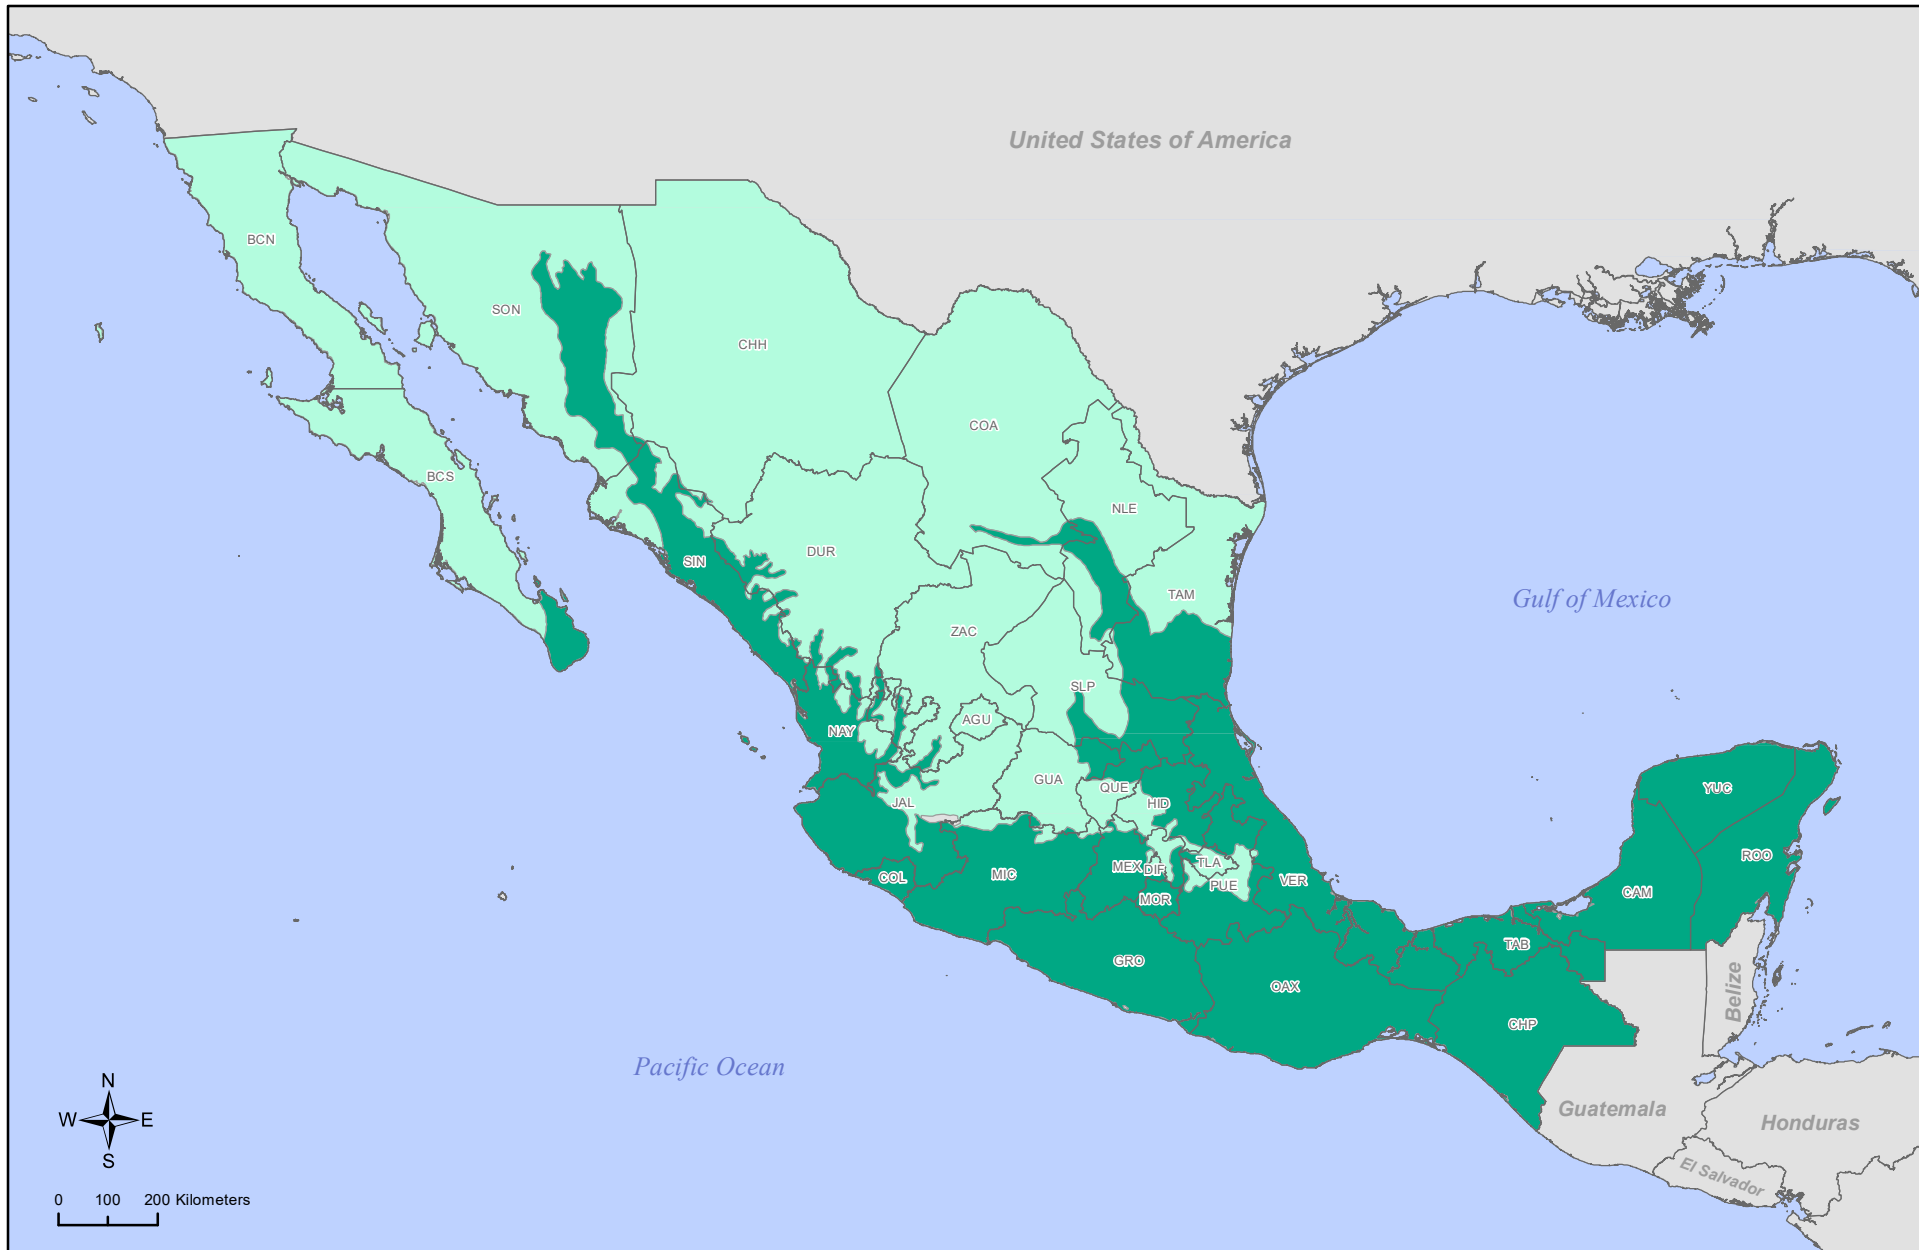 United States of America
BCN
SON
CHH
COA
BCS
NLE
DUR
SIN
TAM
Gulf of Mexico
ZAC
SLP
AGU
NAY
GUA
QUE
HID
JAL
YUC
ROO
TLA
MEX
DIF
PUE
COL
MIC
VER
CAM
MOR
TAB
GRO
OAX
Belize
CHP
Pacific Ocean
N
W
E
S
Guatemala
Honduras
El Salvador
0 100 200 Kilometers